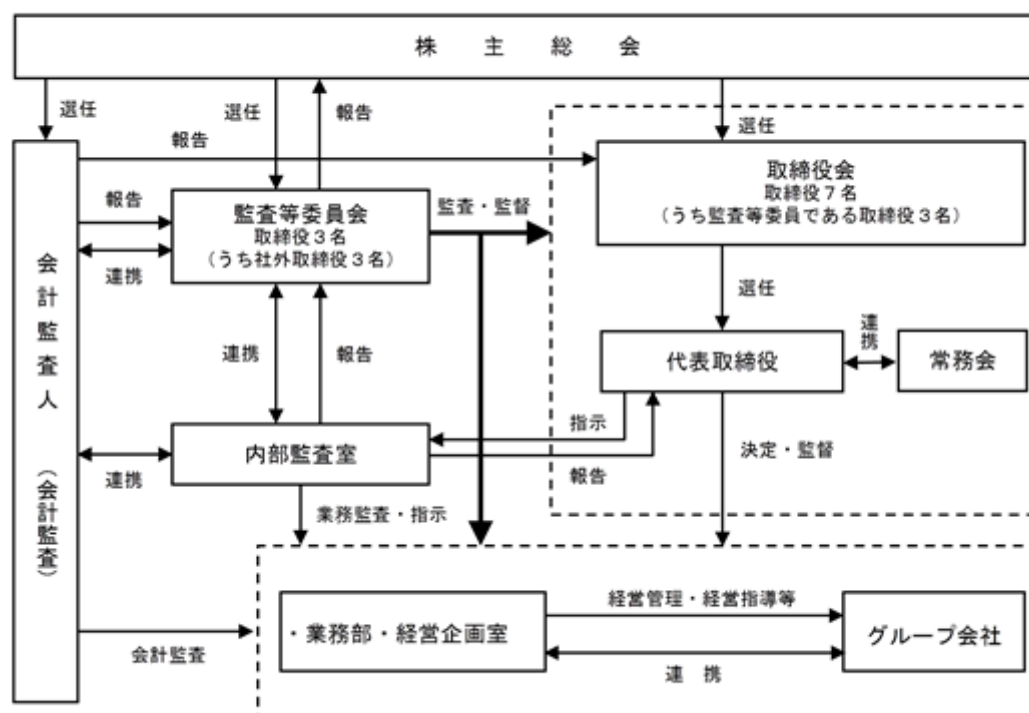 株主総会
選任
選任
報告
選任
報告
取締役会
取締役７名
（うち監査等委員である取締役３名）
報告
監査等委員会
取締役３名
（うち社外取締役３名）
監査・監督
連携
会計監査人
（会計監査）
選任
連携
報告
代表取締役
連携
常務会
指示
内部監査室
決定・監督
連携
報告
業務監査・指示
・業務部・経営企画室
経営管理・経営指導等
グループ会社
会計監査
連携